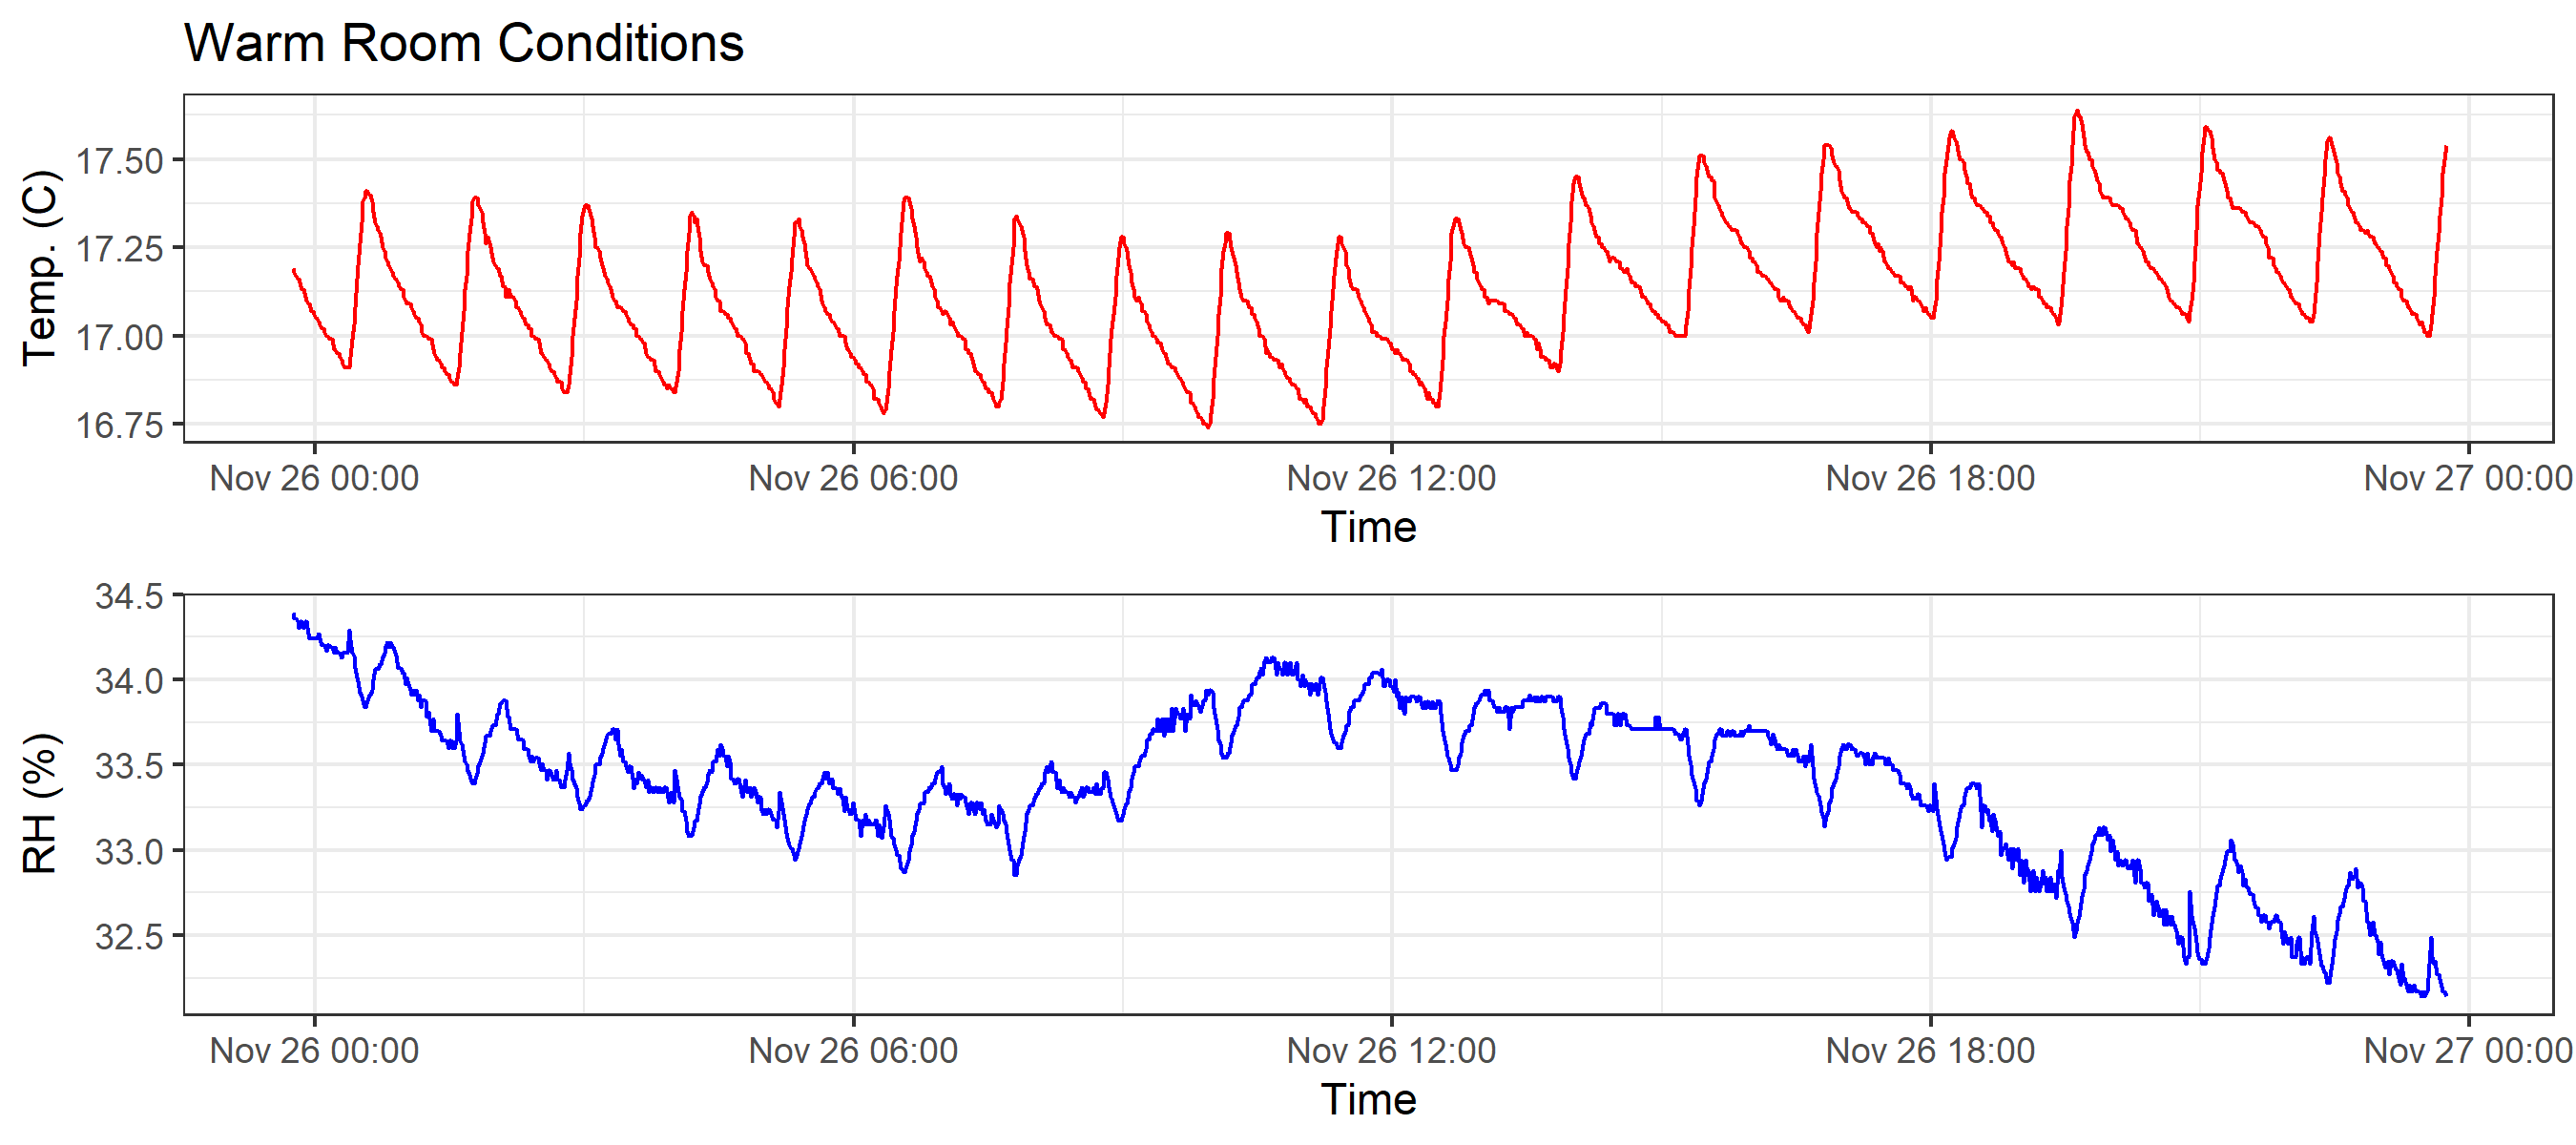 Warm Room Conditions
Temp. (C)
17.50
17.25
17.00
16.75
Nov 26 00:00 Nov 26 06:00 Nov 26 12:00 Nov 26 18:00 Nov 27 00:00
Time
RH (%)
34.5
34.0
33.5
33.0
32.5
Nov 26 00:00 Nov 26 06:00 Nov 26 12:00 Nov 26 18:00 Nov 27 00:00
Time